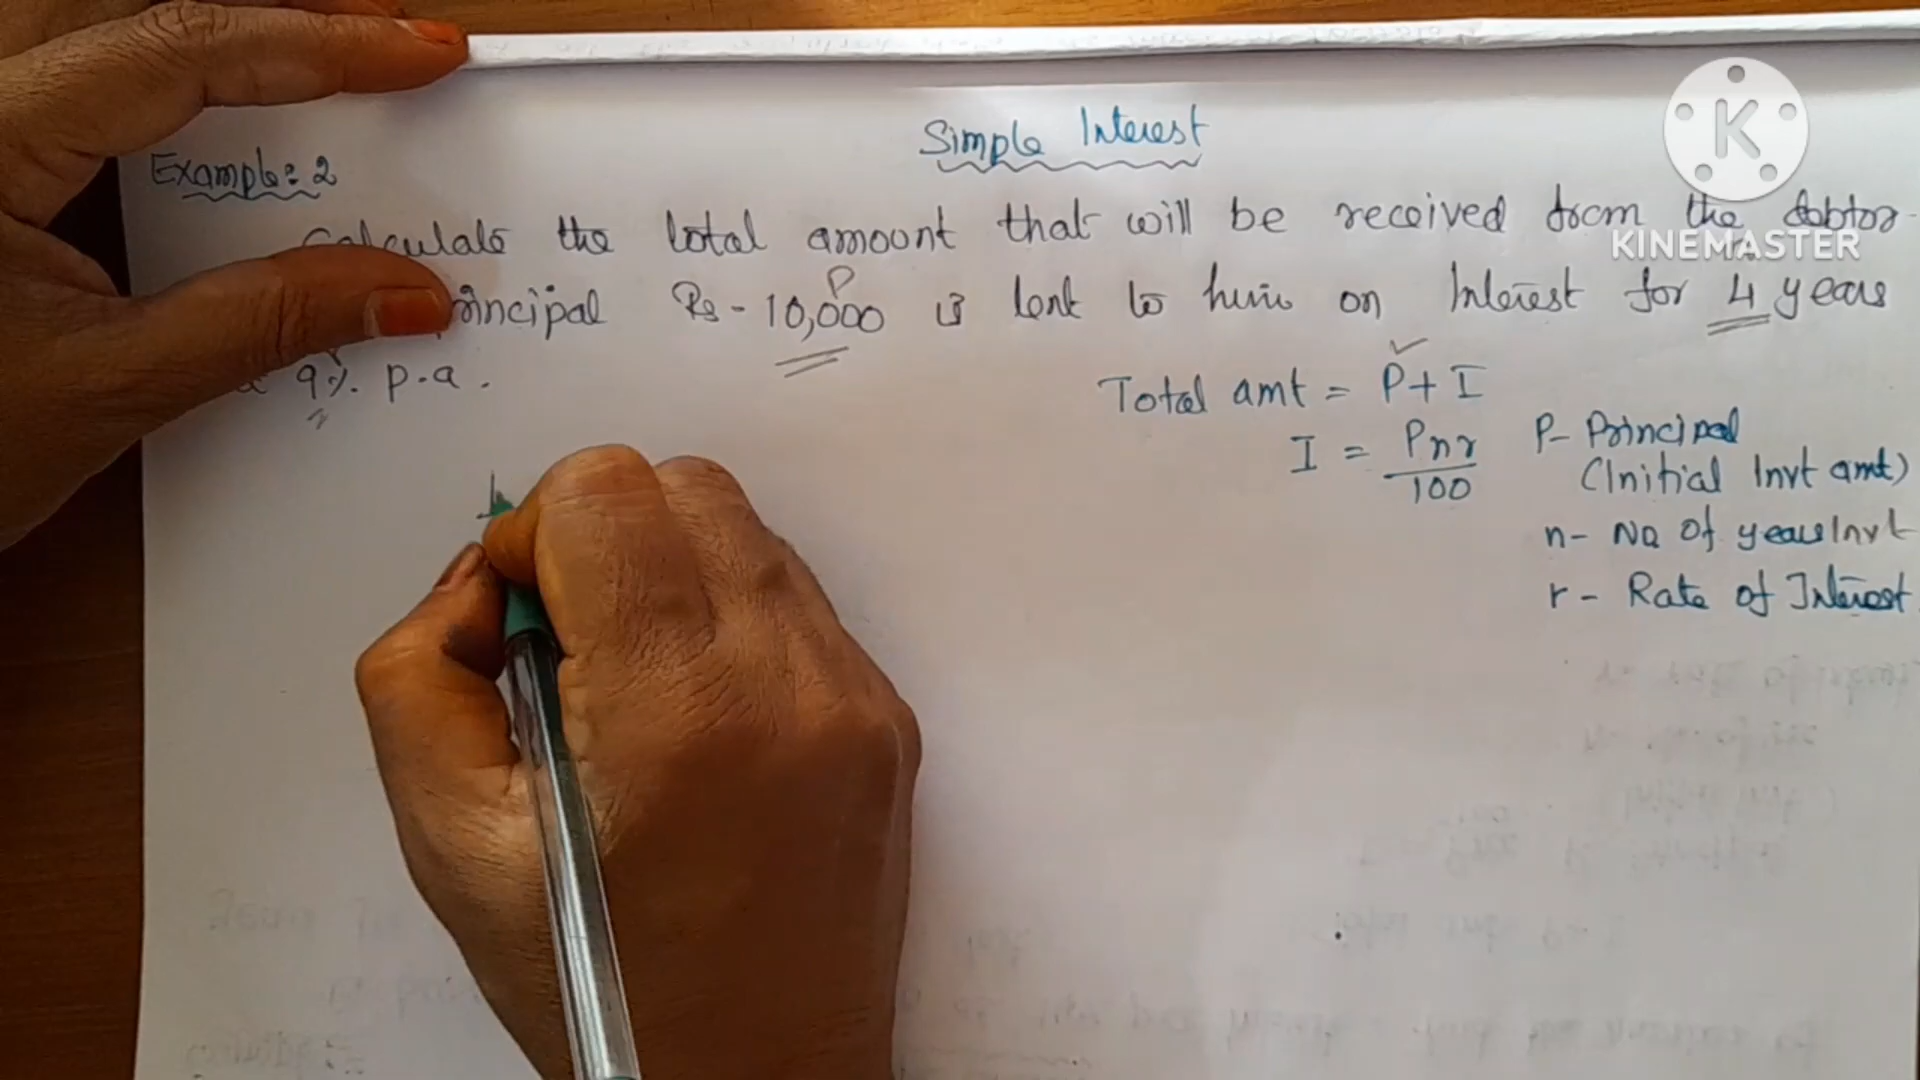 Simple Interest
Example: 2
Calculate the total amount that will be received from the debtor
principal Rs - 10,000 is lent to him on Interest for 4 years
P
9%. p.a.
Total amt = P+ I
I = Pnr/100
P- Principal
(Initial Invt amt)
n- No of years Invt
r - Rate of Interest.
K
KINEMASTER